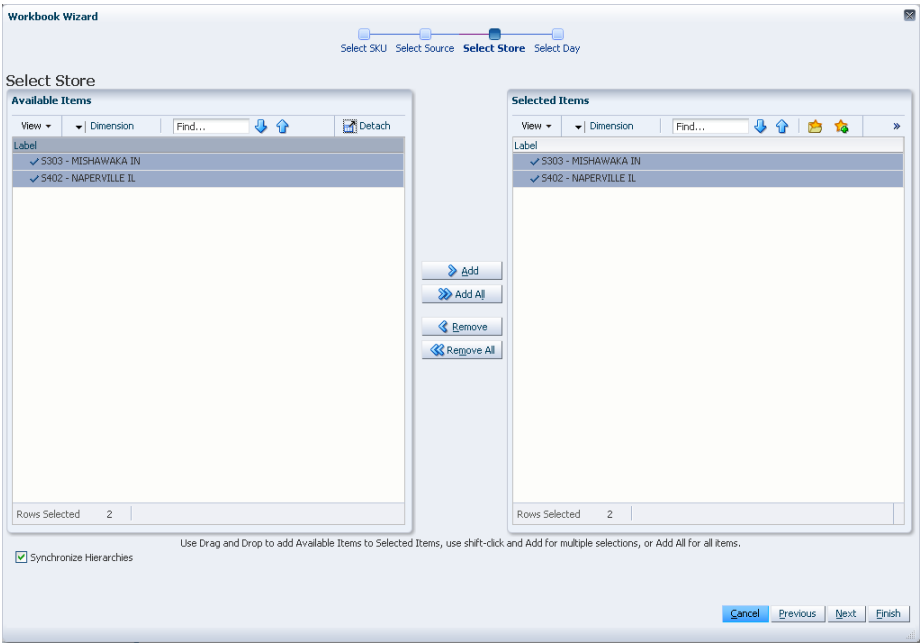 Workbook Wizard
Select SKU Select Source Select Store Select Day
Select Store
Available Items
View Dimension Find... Detach
Label
S303 - MISHAWAKA IN
S402 - NAPERVILLE IL
Rows Selected 2
Add
Add All
Remove
Remove All
Selected Items
View Dimension Find... »
Label
S303 - MISHAWAKA IN
S402 - NAPERVILLE IL
Rows Selected 2
Use Drag and Drop to add Available Items to Selected Items, use shift-click and Add for multiple selections, or Add All for all items.
Synchronize Hierarchies
Cancel Previous Next Finish